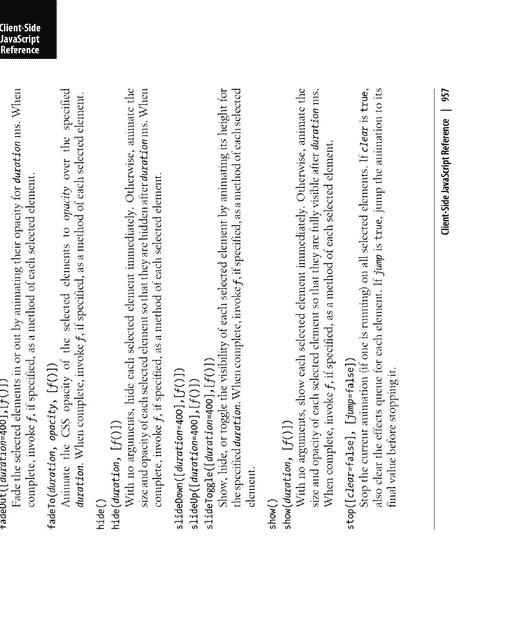 Client-Side
JavaScript
Reference
fadeOut([duration=400],[f()])
Fade the selected elements in or out by animating their opacity for duration ms. When
complete, invoke f, if specified, as a method of each selected element.
fadeTo(duration, opacity, [f()])
Animate the CSS opacity of the selected elements to opacity over the specified
duration. When complete, invoke f, if specified, as a method of each selected element.
hide()
hide(duration, [f()])
With no arguments, hide each selected element immediately. Otherwise, animate the
size and opacity of each selected element so that they are hidden after duration ms. When
complete, invoke f, if specified, as a method of each selected element.
slideDown([duration=400],[f()])
slideUp([duration=400],[f()])
slideToggle([duration=400],[f()])
Show, hide, or toggle the visibility of each selected element by animating its height for
the specified duration. When complete, invoke f, if specified, as a method of each selected
element.
show()
show(duration, [f()])
With no arguments, show each selected element immediately. Otherwise, animate the
size and opacity of each selected element so that they are fully visible after duration ms.
When complete, invoke f, if specified, as a method of each selected element.
stop([clear=false], [jump=false])
Stop the current animation (if one is running) on all selected elements. If clear is true,
also clear the effects queue for each element. If jump is true, jump the animation to its
final value before stopping it.
Client-Side JavaScript Reference | 957